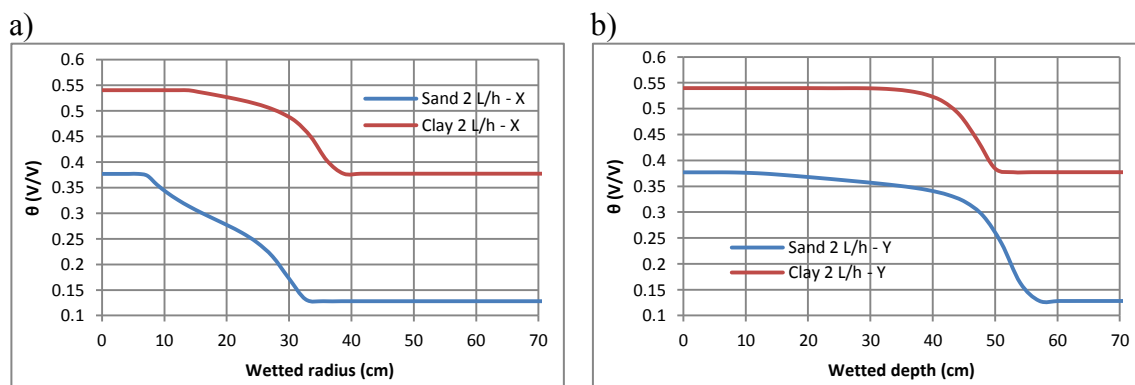 a)
0.6
0.55
0.5
0.45
0.4
0.35
0.3
0.25
0.2
0.15
0.1
θ (V/V)
Sand 2 L/h - X
Clay 2 L/h - X
0 10 20 30 40 50 60 70
Wetted radius (cm)
b)
0.6
0.55
0.5
0.45
0.4
0.35
0.3
0.25
0.2
0.15
0.1
θ (V/V)
Sand 2 L/h - Y
Clay 2 L/h - Y
0 10 20 30 40 50 60 70
Wetted depth (cm)